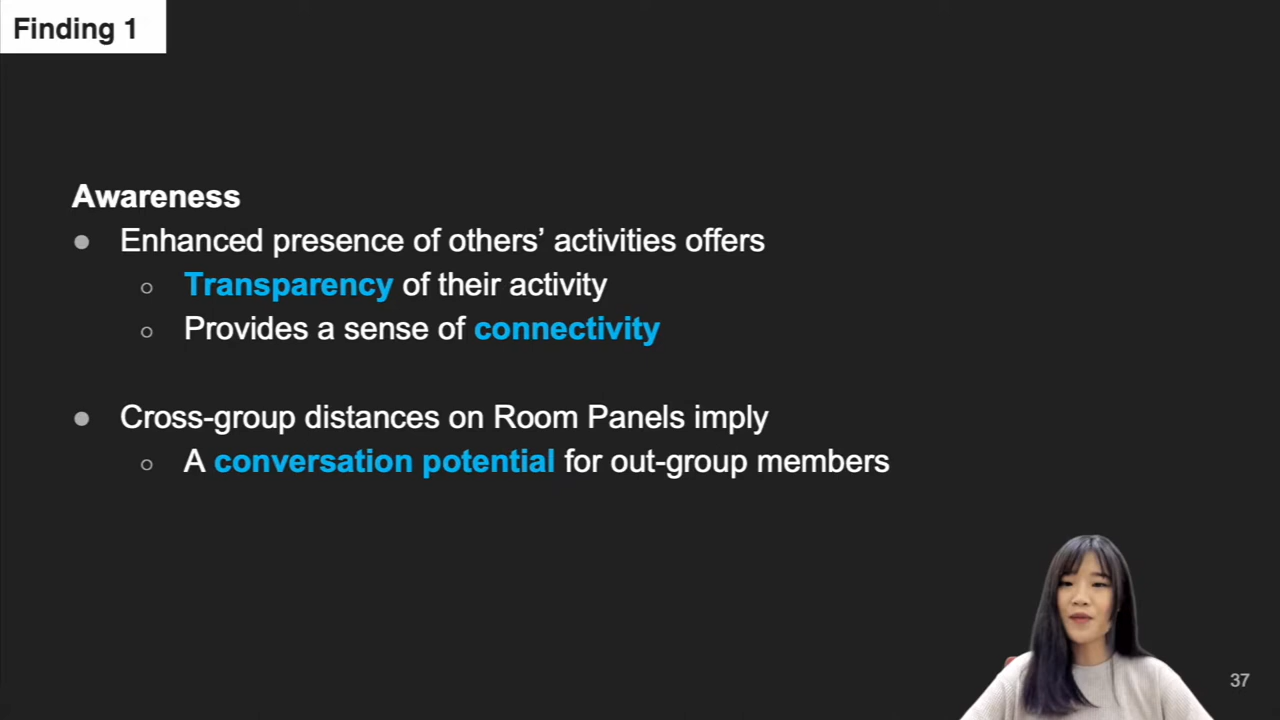 Finding 1
Awareness
● Enhanced presence of others’ activities offers
○ Transparency of their activity
○ Provides a sense of connectivity
● Cross-group distances on Room Panels imply
○ A conversation potential for out-group members
37